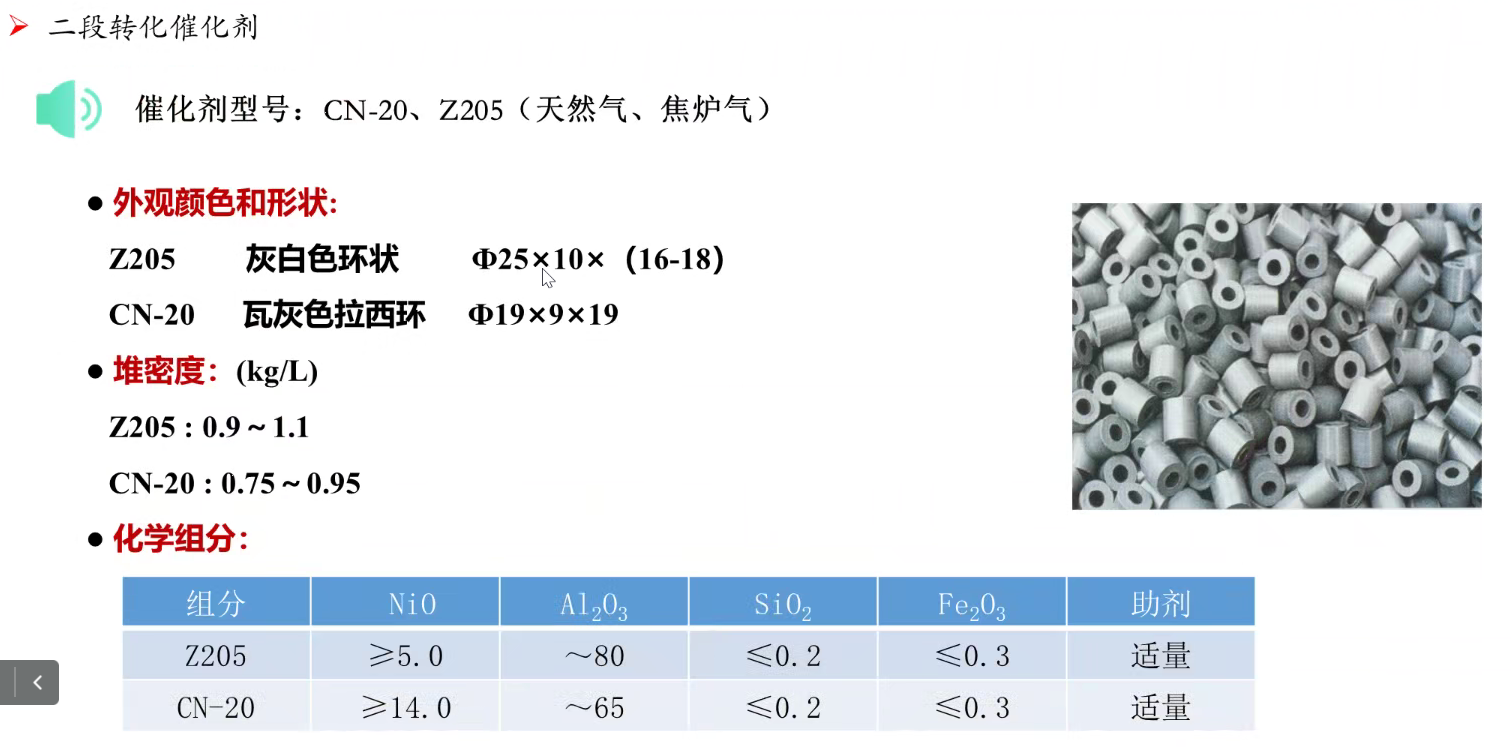 二段转化催化剂
催化剂型号：CN-20、Z205（天然气、焦炉气）
外观颜色和形状:
Z205 灰白色环状 Φ25×10×（16-18）
CN-20 瓦灰色拉西环 Φ19×9×19
堆密度：(kg/L)
Z205 : 0.9～1.1
CN-20 : 0.75～0.95
化学组分：
组分 NiO Al₂O₃ SiO₂ Fe₂O₃ 助剂
Z205 ≥5.0 ～80 ≤0.2 ≤0.3 适量
CN-20 ≥14.0 ～65 ≤0.2 ≤0.3 适量